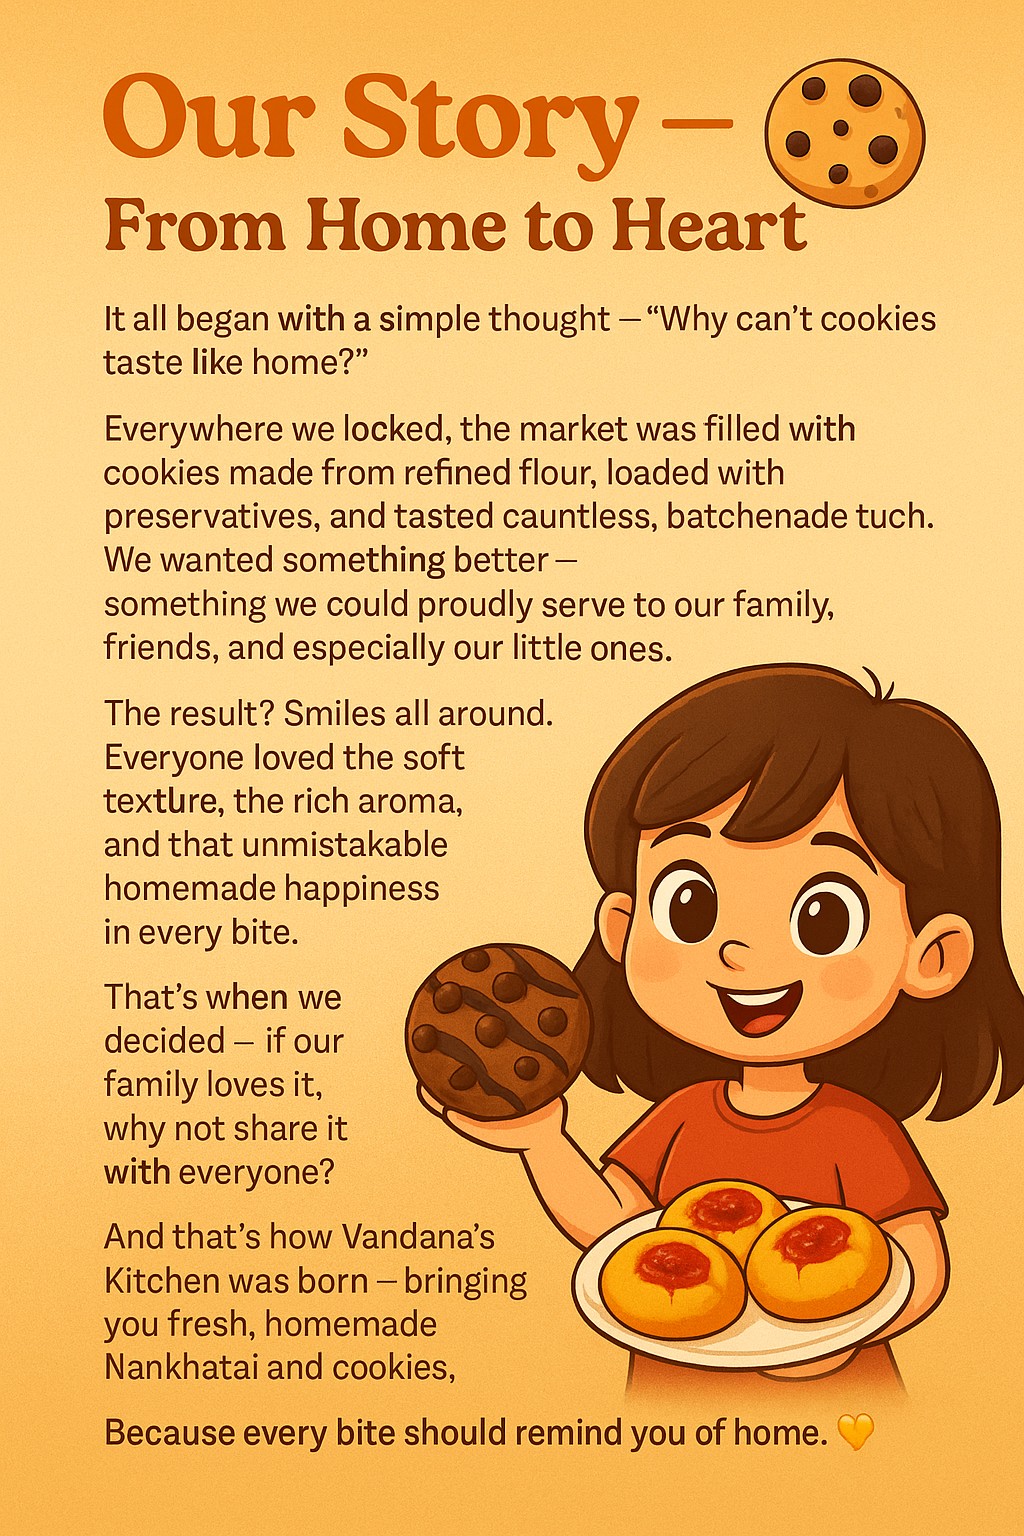 Our Story –
From Home to Heart
It all began with a simple thought – “Why can’t cookies
taste like home?”
Everywhere we locked, the market was filled with
cookies made from refined flour, loaded with
preservatives, and tasted cauntless, batchenade tuch.
We wanted something better –
something we could proudly serve to our family,
friends, and especially our little ones.
The result? Smiles all around.
Everyone loved the soft
texture, the rich aroma,
and that unmistakable
homemade happiness
in every bite.
That’s when we
decided – if our
family loves it,
why not share it
with everyone?
And that’s how Vandana’s
Kitchen was born – bringing
you fresh, homemade
Nankhatai and cookies,
Because every bite should remind you of home. 💛